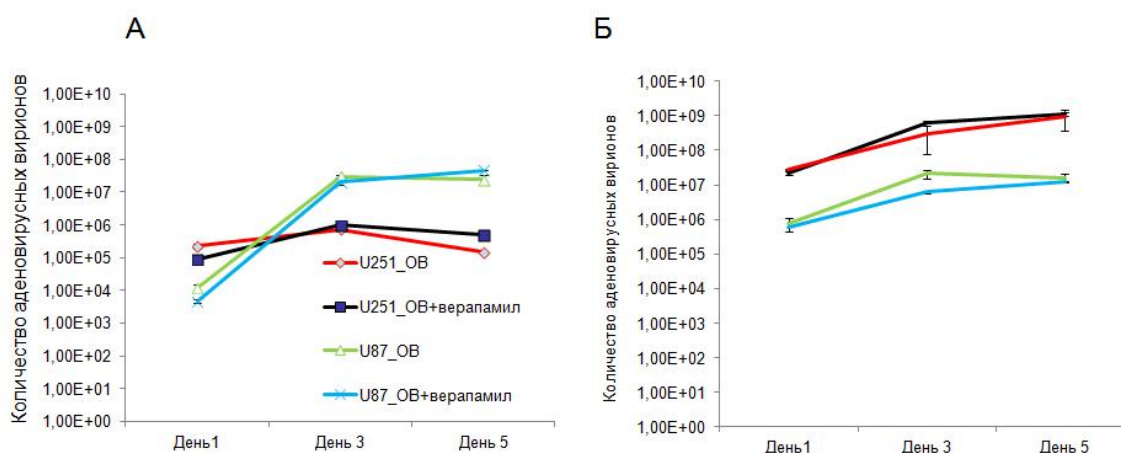 А
Количество аденовирусных вирионов
1,00E+10
1,00E+09
1,00E+08
1,00E+07
1,00E+06
1,00E+05
1,00E+04
1,00E+03
1,00E+02
1,00E+01
1,00E+00
U251_ОВ
U251_ОВ+верапамил
U87_ОВ
U87_ОВ+верапамил
День1
День 3
День 5
Б
Количество аденовирусных вирионов
1,00E+10
1,00E+09
1,00E+08
1,00E+07
1,00E+06
1,00E+05
1,00E+04
1,00E+03
1,00E+02
1,00E+01
1,00E+00
День1
День 3
День 5